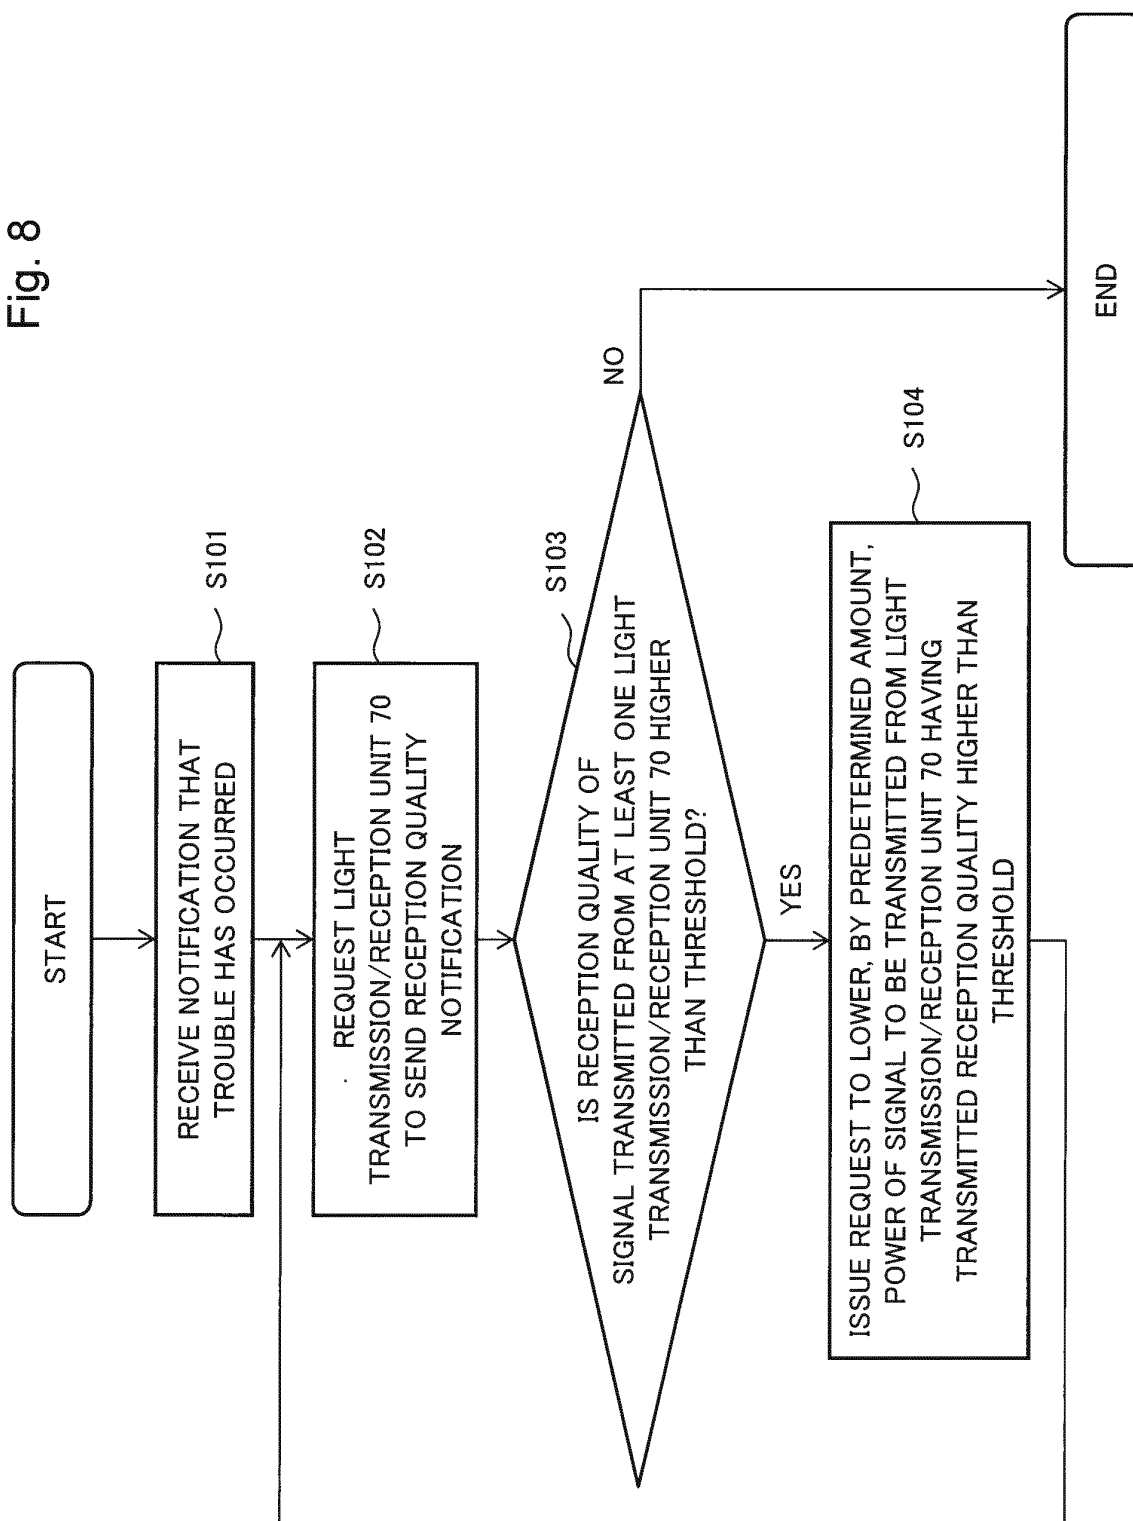 Fig. 8
START
RECEIVE NOTIFICATION THAT
TROUBLE HAS OCCURRED
S101
REQUEST LIGHT
TRANSMISSION/RECEPTION UNIT 70
TO SEND RECEPTION QUALITY
NOTIFICATION
S102
IS RECEPTION QUALITY OF
SIGNAL TRANSMITTED FROM AT LEAST ONE LIGHT
TRANSMISSION/RECEPTION UNIT 70 HIGHER
THAN THRESHOLD?
S103
NO
YES
ISSUE REQUEST TO LOWER, BY PREDETERMINED AMOUNT,
POWER OF SIGNAL TO BE TRANSMITTED FROM LIGHT
TRANSMISSION/RECEPTION UNIT 70 HAVING
TRANSMITTED RECEPTION QUALITY HIGHER THAN
THRESHOLD
S104
END